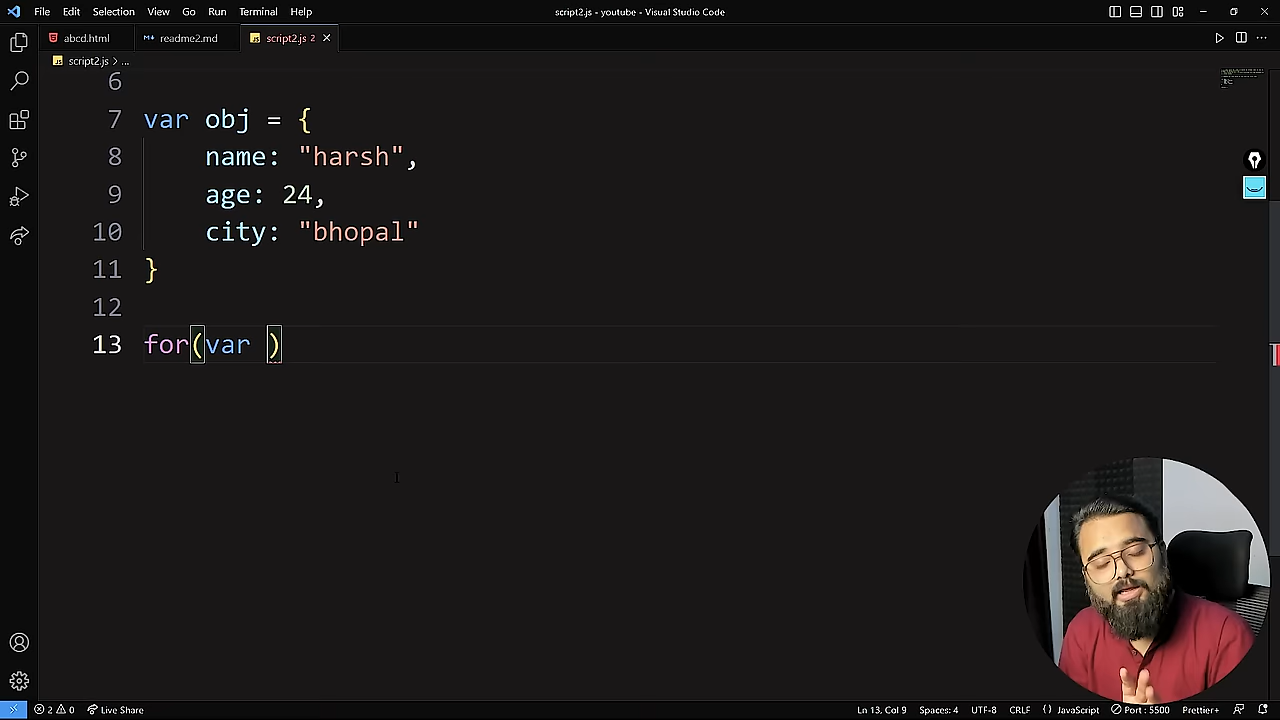 File Edit Selection View Go Run Terminal Help
script2.js - youtube - Visual Studio Code
abcd.html
readme2.md
script2.js 2
script2.js > ...
6
7 var obj = {
8 name: "harsh",
9 age: 24,
10 city: "bhopal"
11 }
12
13 for(var )
2 0 Live Share Ln 13, Col 9 Spaces: 4 UTF-8 CRLF {} JavaScript Port : 5500 Prettier+